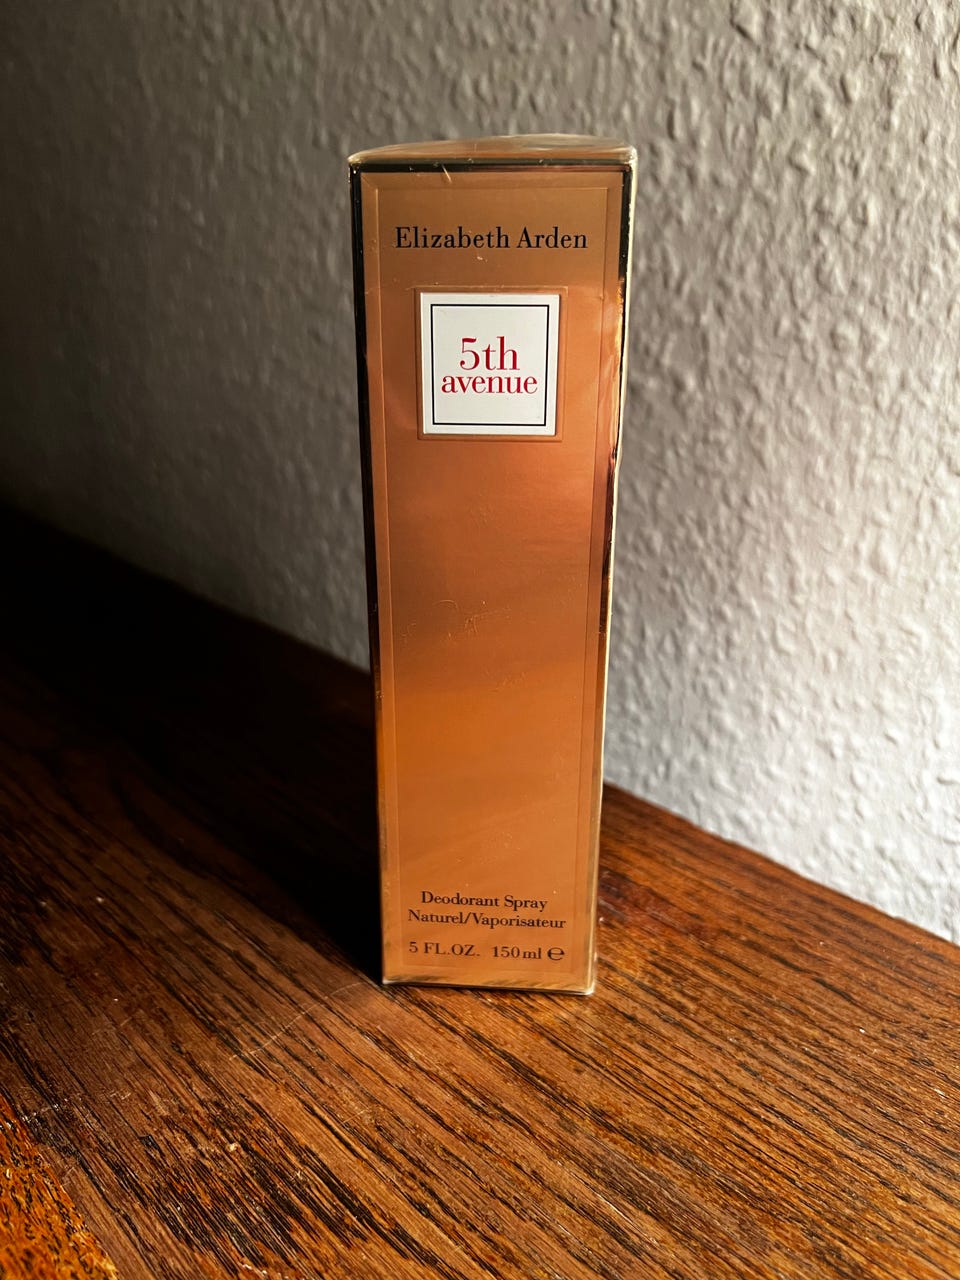 Elizabeth Arden
5th
avenue
Deodorant Spray
Naturel/Vaporisateur
5 FL.OZ. 150ml ℮